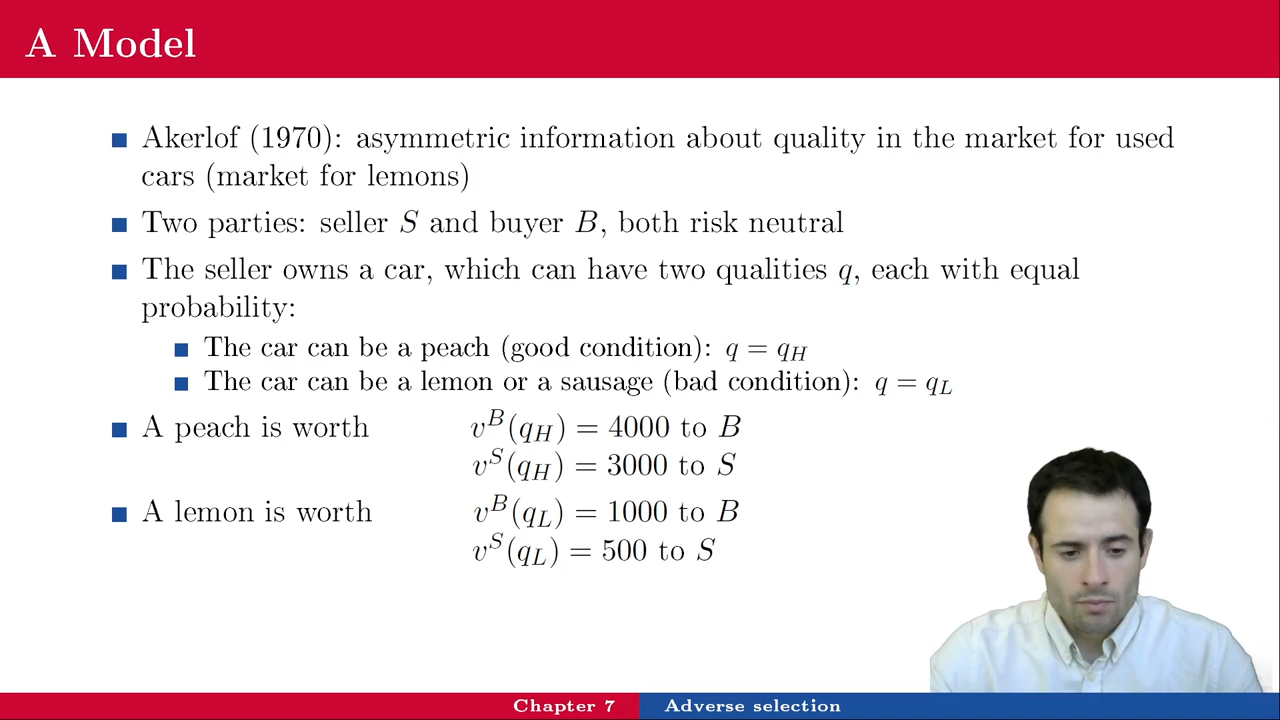 A Model
Akerlof (1970): asymmetric information about quality in the market for used
cars (market for lemons)
Two parties: seller S and buyer B, both risk neutral
The seller owns a car, which can have two qualities q, each with equal
probability:
The car can be a peach (good condition): q = q_H
The car can be a lemon or a sausage (bad condition): q = q_L
A peach is worth v^B(q_H) = 4000 to B
v^S(q_H) = 3000 to S
A lemon is worth v^B(q_L) = 1000 to B
v^S(q_L) = 500 to S
Chapter 7 Adverse selection